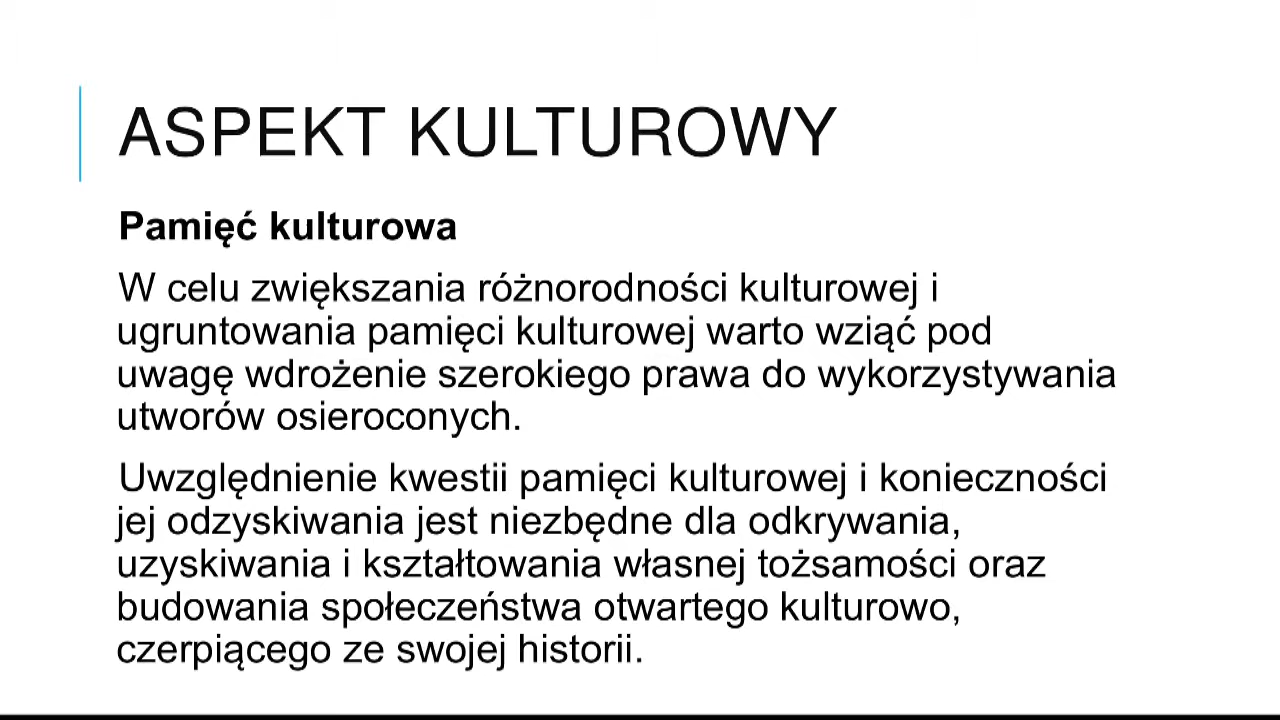 ASPEKT KULTUROWY
Pamięć kulturowa
W celu zwiększania różnorodności kulturowej i
ugruntowania pamięci kulturowej warto wziąć pod
uwagę wdrożenie szerokiego prawa do wykorzystywania
utworów osieroconych.
Uwzględnienie kwestii pamięci kulturowej i konieczności
jej odzyskiwania jest niezbędne dla odkrywania,
uzyskiwania i kształtowania własnej tożsamości oraz
budowania społeczeństwa otwartego kulturowo,
czerpiącego ze swojej historii.